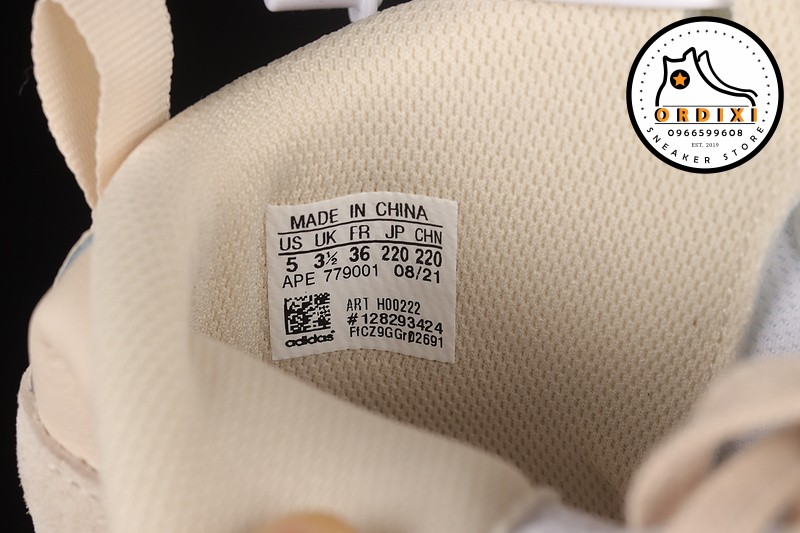 ORDIXI
0966599608
EST. 2019
SNEAKER STORE
MADE IN CHINA
US UK FR JP CHN
5 3½ 36 220 220
APE 779001 08/21
ART H00222
#128293424
FfCZ9GGrD2691
adidas